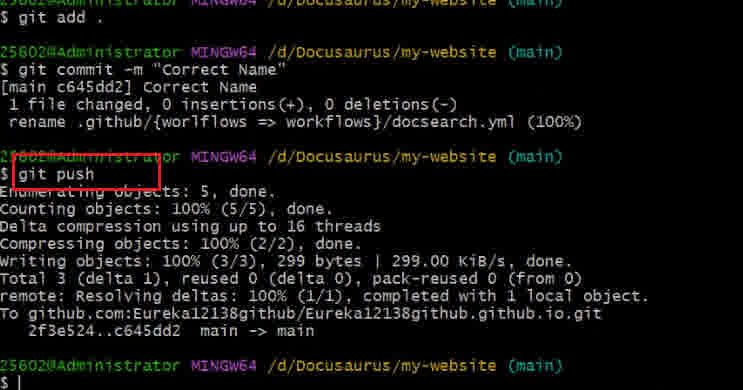 $ git add .
25602@Administrator MINGW64 /d/Docusaurus/my-website (main)
$ git commit -m "Correct Name"
[main c645dd2] Correct Name
1 file changed, 0 insertions(+), 0 deletions(-)
rename .github/{worlflows => workflows}/docsearch.yml (100%)
25602@Administrator MINGW64 /d/Docusaurus/my-website (main)
$ git push
Enumerating objects: 5, done.
Counting objects: 100% (5/5), done.
Delta compression using up to 16 threads
Compressing objects: 100% (2/2), done.
Writing objects: 100% (3/3), 299 bytes | 299.00 KiB/s, done.
Total 3 (delta 1), reused 0 (delta 0), pack-reused 0 (from 0)
remote: Resolving deltas: 100% (1/1), completed with 1 local object.
To github.com:Eureka12138github/Eureka12138github.github.io.git
2f3e524..c645dd2 main -> main
25602@Administrator MINGW64 /d/Docusaurus/my-website (main)
$